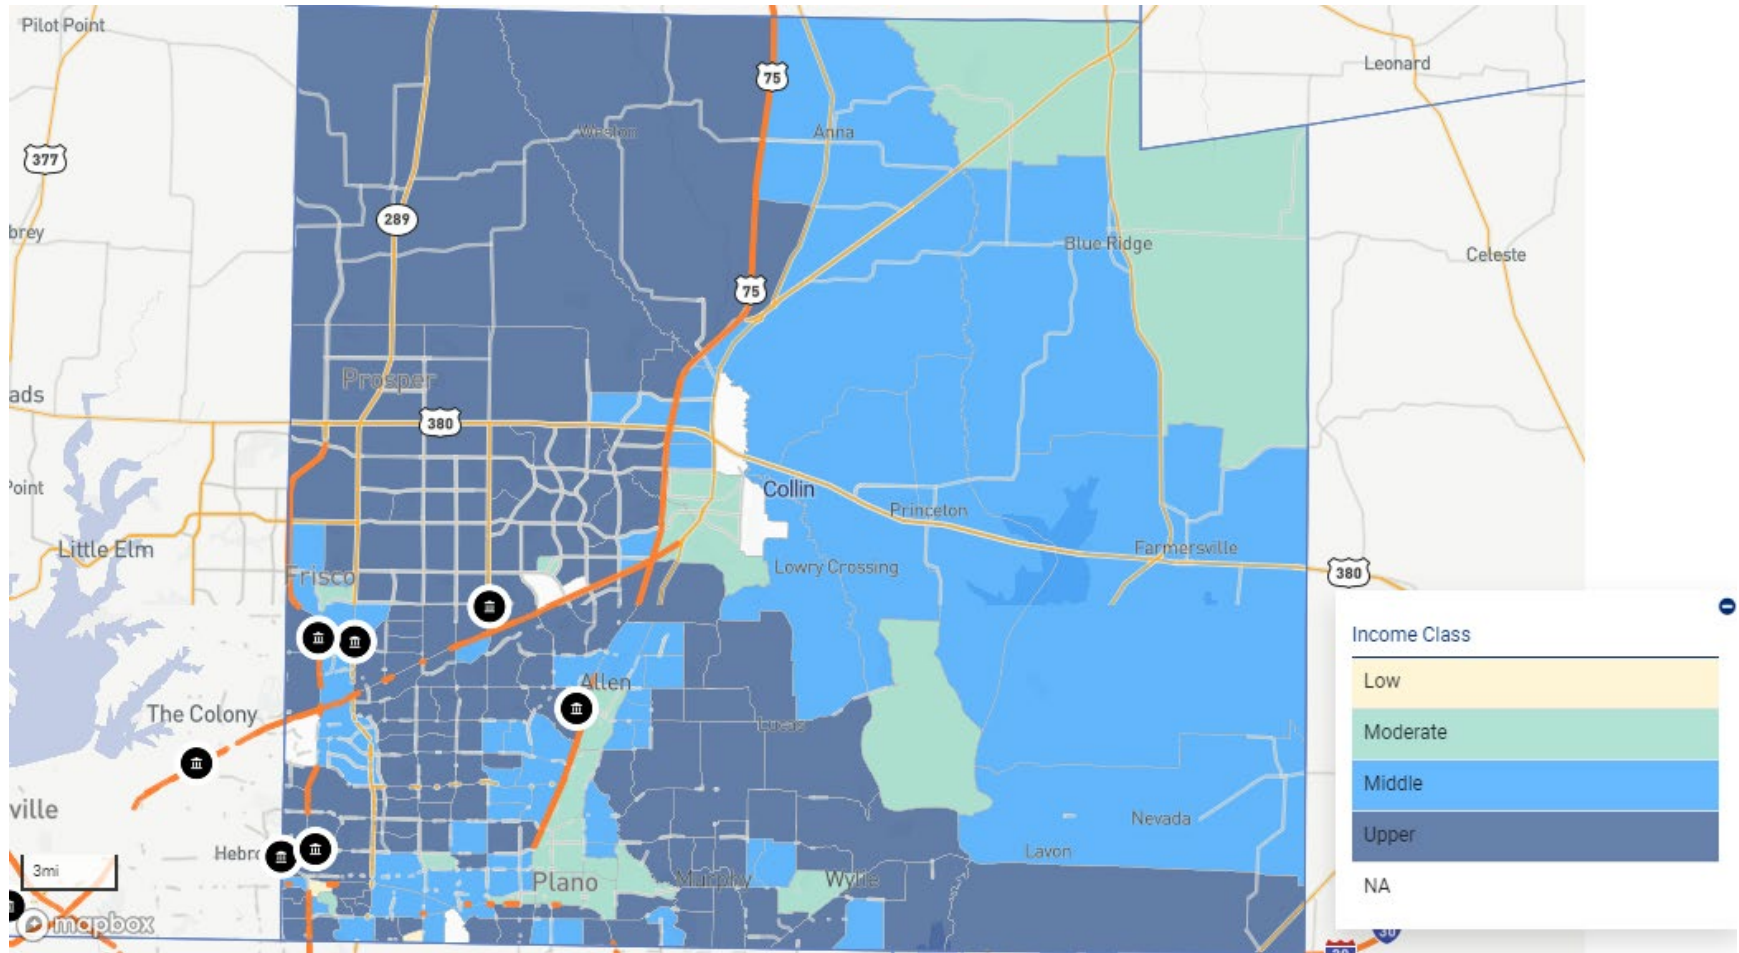 Pilot Point
Leonard
75
Weston
Anna
377
289
brey
Blue Ridge
Celeste
75
Prosper
ads
380
Point
Collin
Princeton
Little Elm
Farmersville
Frisco
Lowry Crossing
380
Income Class
Low
Moderate
Middle
Upper
NA
Allen
The Colony
Lucas
ville
Nevada
Hebr
Lavon
3mi
Plano
Murphy
Wylie
mapbox
30